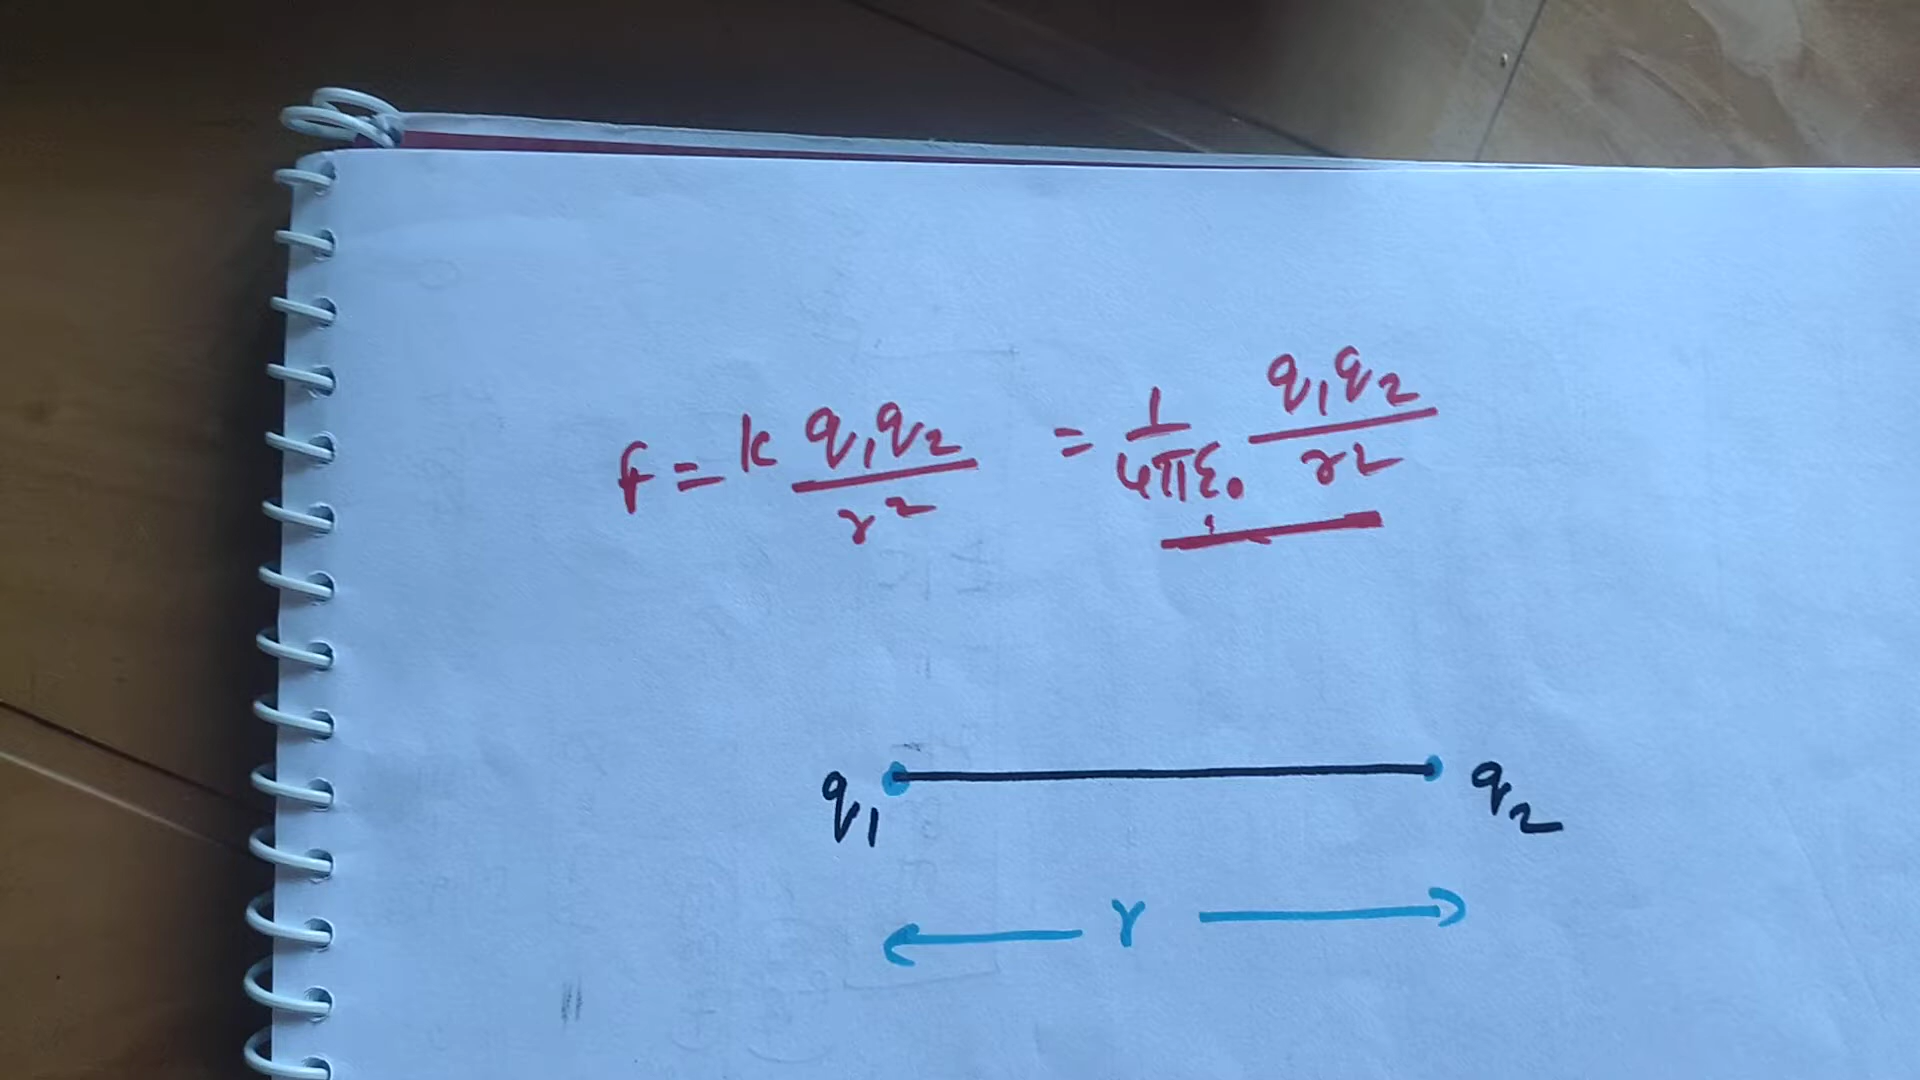 F = k q₁q₂/r² = 1/4πε₀ q₁q₂/r²
q₁ q₂
r